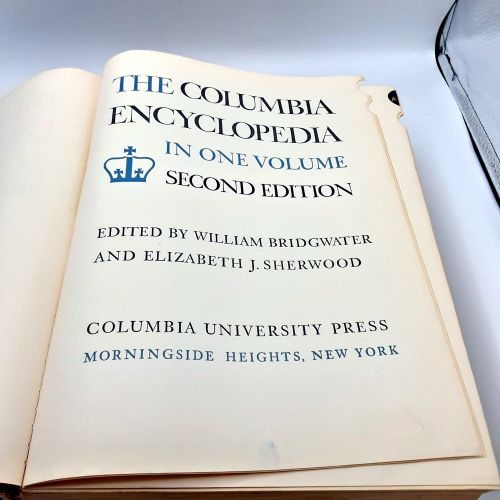 THE COLUMBIA
ENCYCLOPEDIA
IN ONE VOLUME
SECOND EDITION
EDITED BY WILLIAM BRIDGWATER
AND ELIZABETH J. SHERWOOD
COLUMBIA UNIVERSITY PRESS
MORNINGSIDE HEIGHTS, NEW YORK